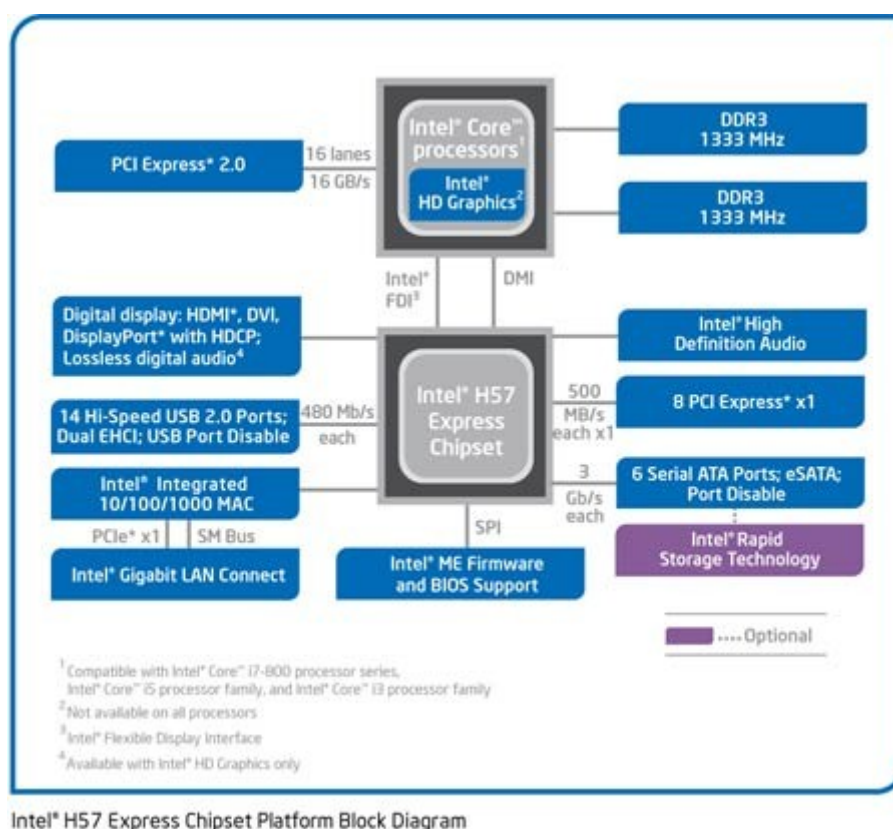 Intel® Core™
processors¹
Intel®
HD Graphics²
PCI Express* 2.0
16 lanes
16 GB/s
DDR3
1333 MHz
DDR3
1333 MHz
Intel®
FDI³
DMI
Digital display: HDMI*, DVI,
DisplayPort* with HDCP;
Lossless digital audio⁴
Intel® High
Definition Audio
Intel® H57
Express
Chipset
14 Hi-Speed USB 2.0 Ports;
Dual EHCI; USB Port Disable
480 Mb/s
each
500
MB/s
each x1
8 PCI Express* x1
Intel® Integrated
10/100/1000 MAC
3
Gb/s
each
6 Serial ATA Ports; eSATA;
Port Disable
PCIe* x1
SM Bus
SPI
Intel® Rapid
Storage Technology
Intel® Gigabit LAN Connect
Intel® ME Firmware
and BIOS Support
Optional
¹Compatible with Intel® Core™ i7-800 processor series,
Intel® Core™ i5 processor family, and Intel® Core™ i3 processor family
²Not available on all processors
³Intel® Flexible Display Interface
⁴Available with Intel® HD Graphics only
Intel® H57 Express Chipset Platform Block Diagram